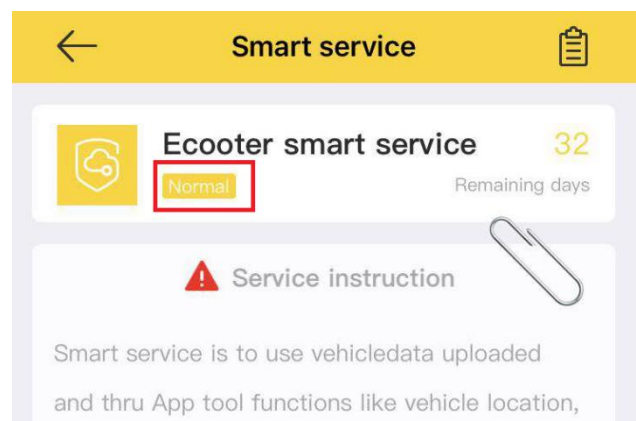 Smart service
Ecooter smart service
32
Normal
Remaining days
Service instruction
Smart service is to use vehicledata uploaded
and thru App tool functions like vehicle location,